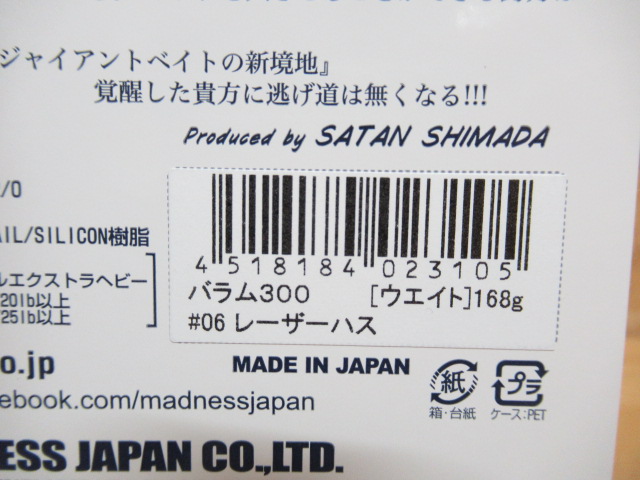 ジャイアントベイトの新境地』
覚醒した貴方に逃げ道は無くなる!!!
Produced by SATAN SHIMADA
/O
AIL/SILICON樹脂
ルエクストラヘビー
20lb以上
25lb以上
4 518184 023105
バラム300 [ウエイト]168g
#06 レーザーハス
o.jp
MADE IN JAPAN
cebook.com/madnessjapan
紙
箱・台紙
プラ
ケース:PET
ESS JAPAN CO.,LTD.